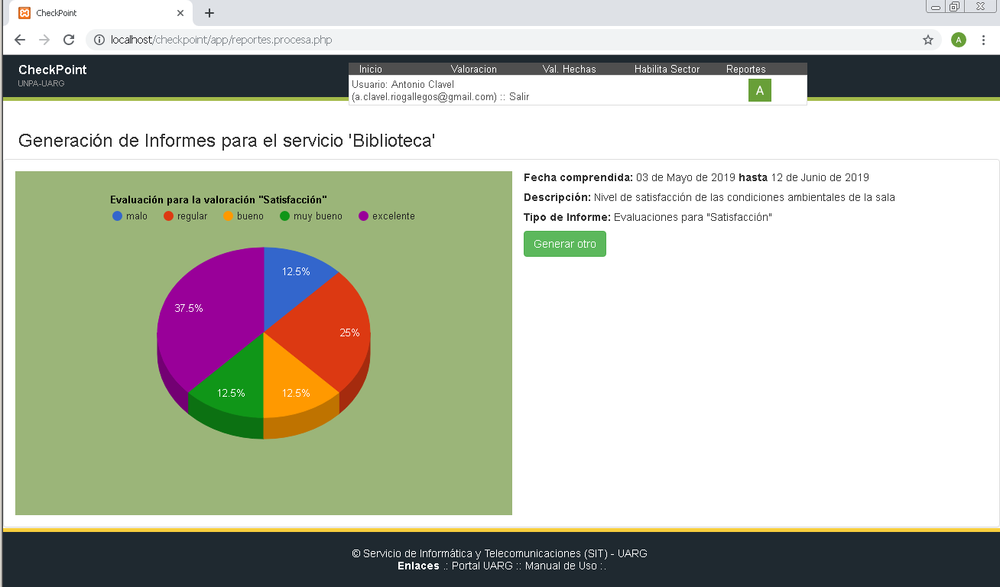 CheckPoint
localhost/checkpoint/app/reportes.procesa.php
A
CheckPoint
UNPA-UARG
Inicio Valoracion Val. Hechas Habilita Sector Reportes
Usuario: Antonio Clavel
(a.clavel.riogallegos@gmail.com) :: Salir
A
Generación de Informes para el servicio 'Biblioteca'
Evaluación para la valoración "Satisfacción"
malo regular bueno muy bueno excelente
12.5%
37.5%
25%
12.5% 12.5%
Fecha comprendida: 03 de Mayo de 2019 hasta 12 de Junio de 2019
Descripción: Nivel de satisfacción de las condiciones ambientales de la sala
Tipo de Informe: Evaluaciones para "Satisfacción"
Generar otro
© Servicio de Informática y Telecomunicaciones (SIT) - UARG
Enlaces .: Portal UARG :: Manual de Uso :.